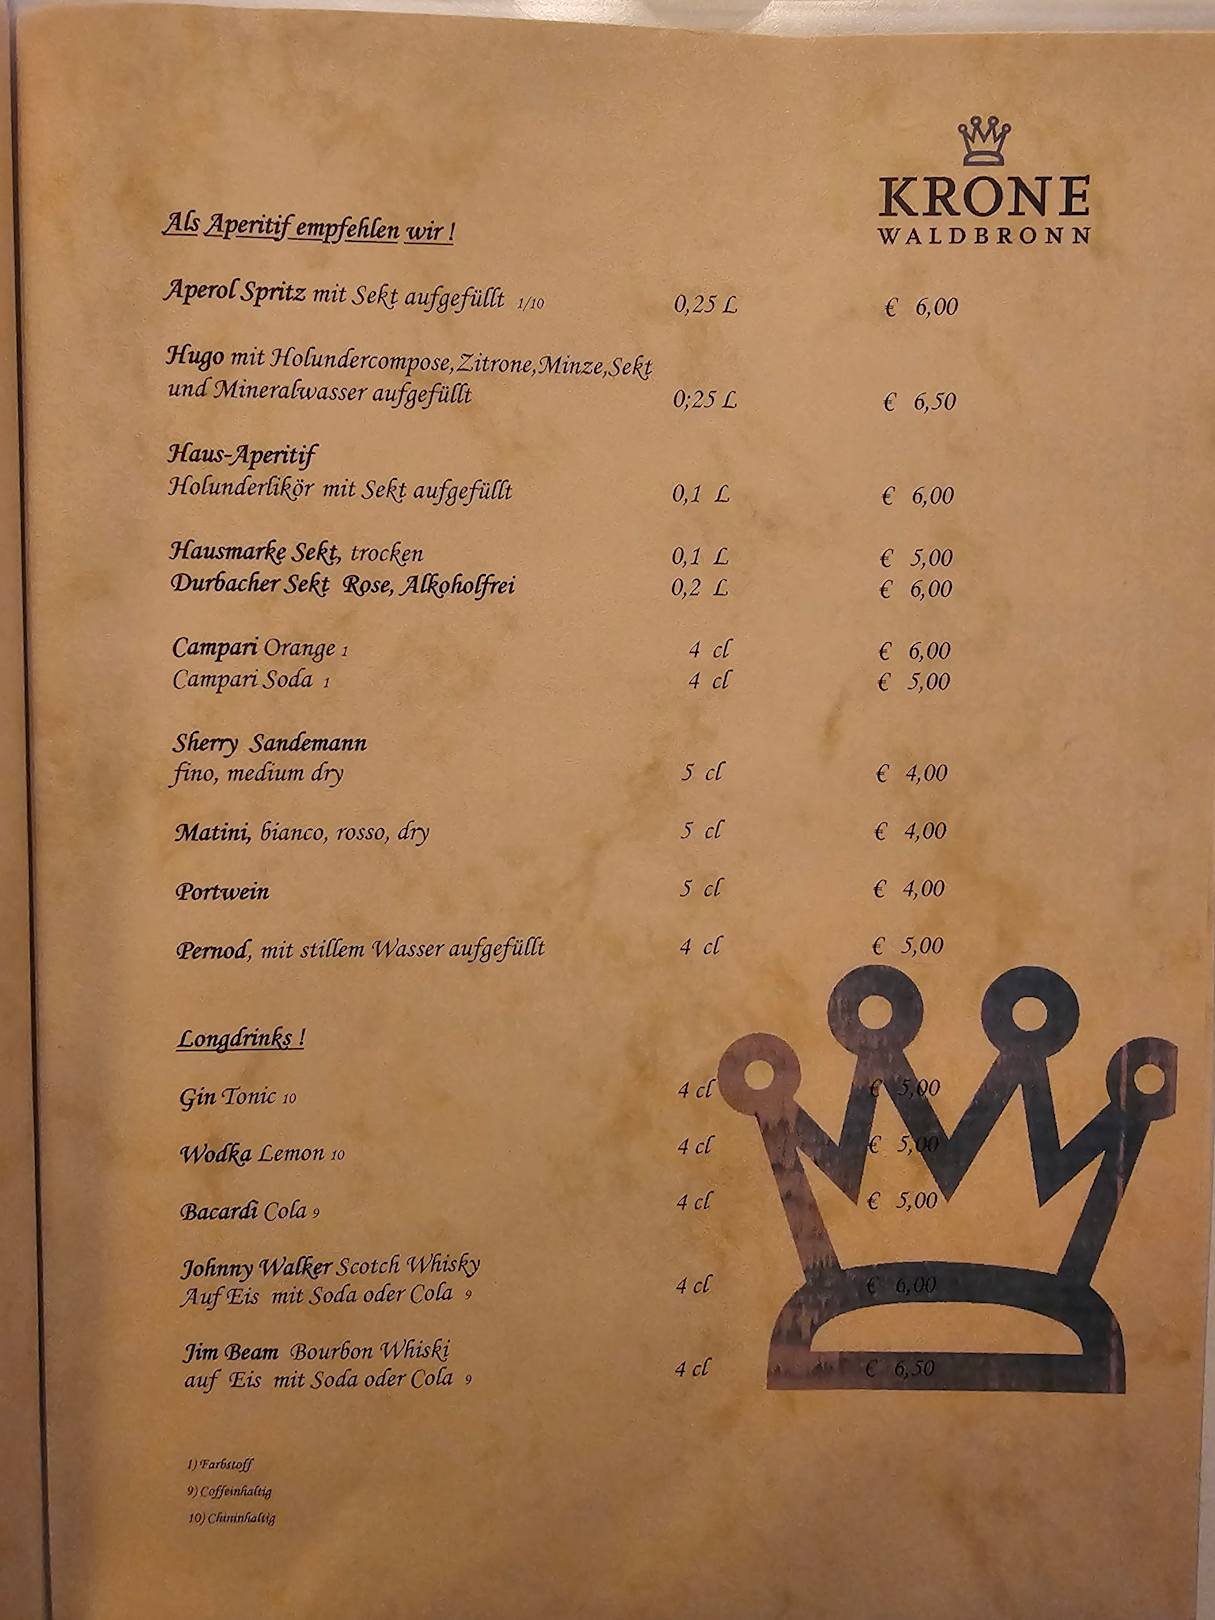 KRONE
WALDBRONN
Als Aperitif empfehlen wir !
Aperol Spritz mit Sekt aufgefüllt 1/10 0,25 L € 6,00
Hugo mit Holundercompose,Zitrone,Minze,Sekt
und Mineralwasser aufgefüllt 0;25 L € 6,50
Haus-Aperitif
Holunderlikör mit Sekt aufgefüllt 0,1 L € 6,00
Hausmarke Sekt, trocken 0,1 L € 5,00
Durbacher Sekt Rose, Alkoholfrei 0,2 L € 6,00
Campari Orange 1 4 cl € 6,00
Campari Soda 1 4 cl € 5,00
Sherry Sandemann
fino, medium dry 5 cl € 4,00
Matini, bianco, rosso, dry 5 cl € 4,00
Portwein 5 cl € 4,00
Pernod, mit stillem Wasser aufgefüllt 4 cl € 5,00
Longdrinks !
Gin Tonic 10 4 cl € 5,00
Wodka Lemon 10 4 cl € 5,00
Bacardi Cola 9 4 cl € 5,00
Johnny Walker Scotch Whisky
Auf Eis mit Soda oder Cola 9 4 cl € 6,00
Jim Beam Bourbon Whiski
auf Eis mit Soda oder Cola 9 4 cl € 6,50
1) Farbstoff
9) Coffeinhaltig
10) Chininhaltig